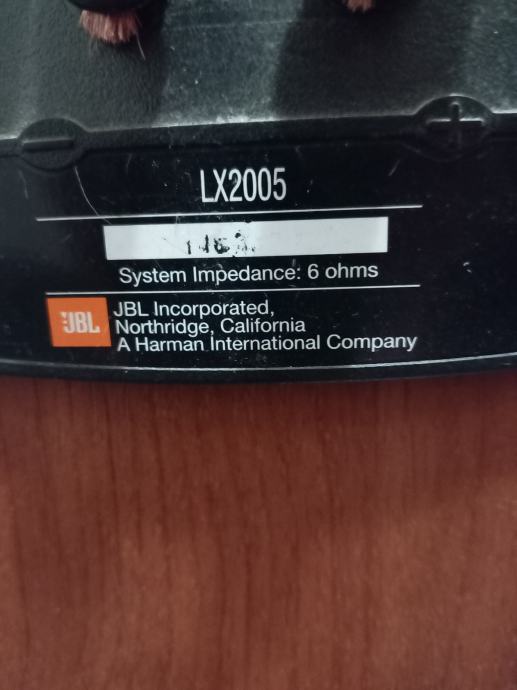 LX2005
System Impedance: 6 ohms
JBL
JBL Incorporated,
Northridge, California
A Harman International Company